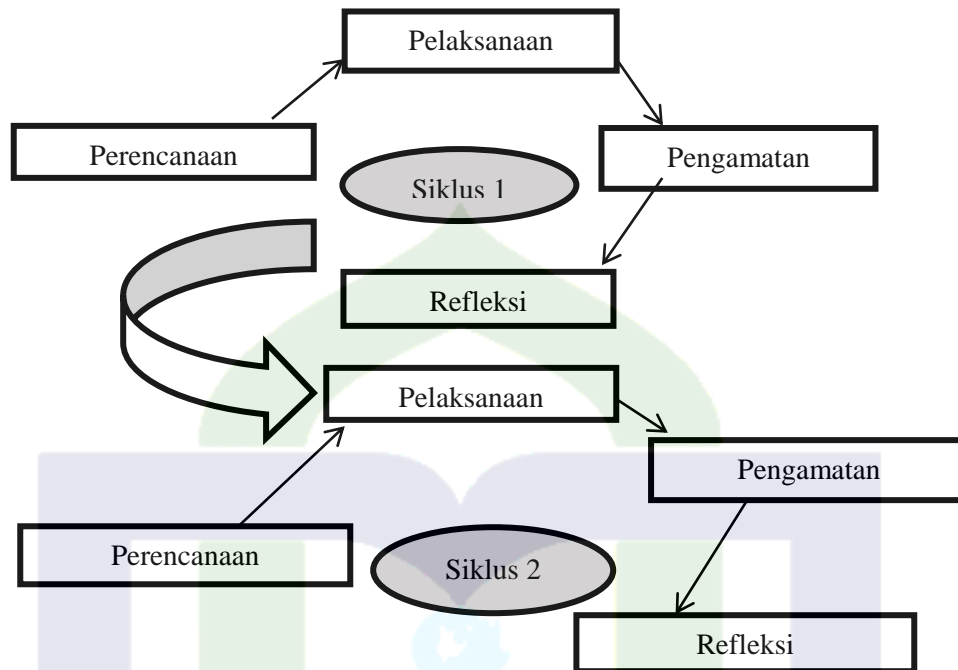 Pelaksanaan
Perencanaan
Pengamatan
Siklus 1
Refleksi
Pelaksanaan
Pengamatan
Perencanaan
Siklus 2
Refleksi